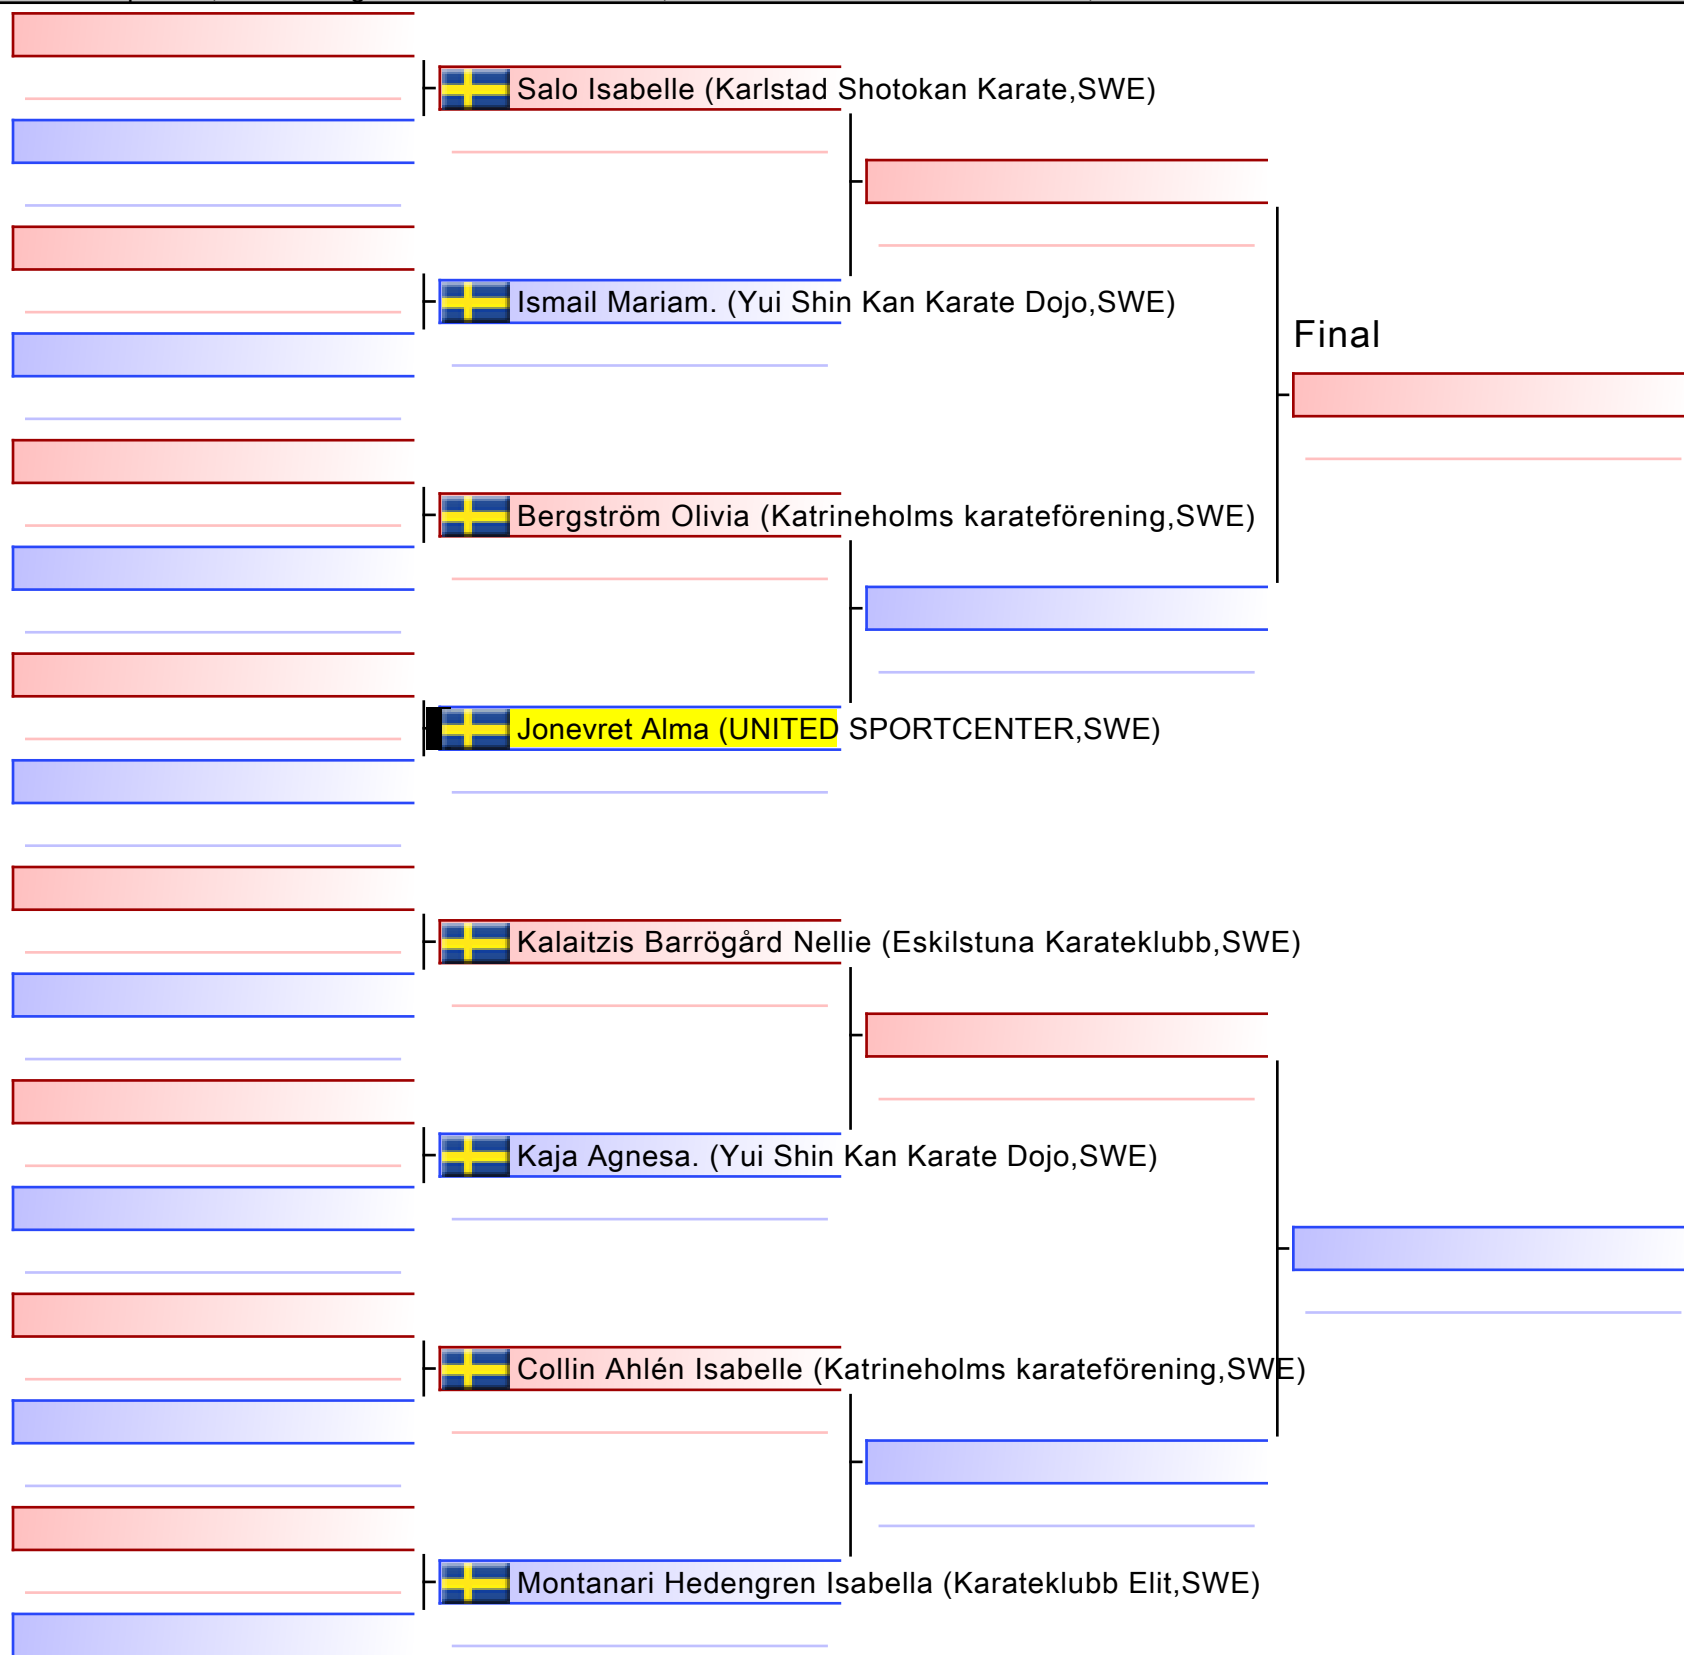 Salo Isabelle (Karlstad Shotokan Karate,SWE)
Ismail Mariam. (Yui Shin Kan Karate Dojo,SWE)
Final
Bergström Olivia (Katrineholms karateförening,SWE)
Jonevret Alma (UNITED SPORTCENTER,SWE)
Kalaitzis Barrögård Nellie (Eskilstuna Karateklubb,SWE)
Kaja Agnesa. (Yui Shin Kan Karate Dojo,SWE)
Collin Ahlén Isabelle (Katrineholms karateförening,SWE)
Montanari Hedengren Isabella (Karateklubb Elit,SWE)